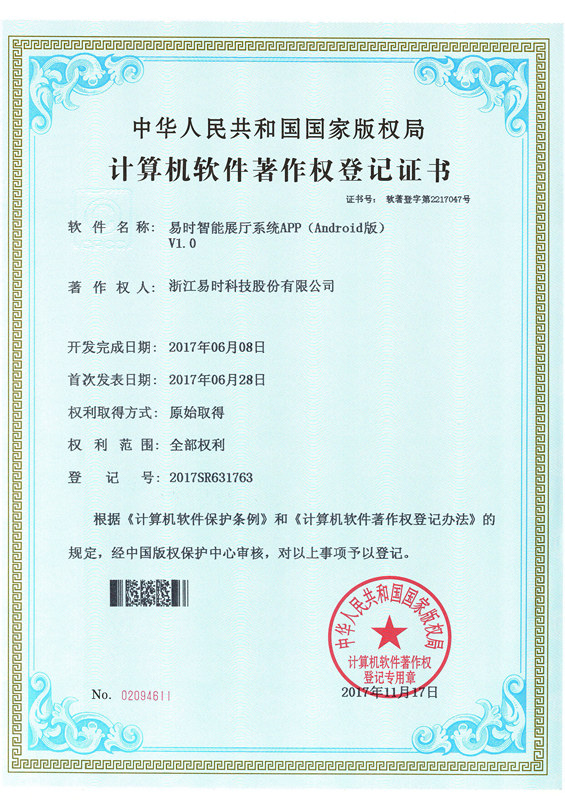 中华人民共和国国家版权局
计算机软件著作权登记证书
证书号： 软著登字第2217047号
软件名称： 易时智能展厅系统APP（Android版）
V1.0
著作权人： 浙江易时科技股份有限公司
开发完成日期： 2017年06月08日
首次发表日期： 2017年06月28日
权利取得方式： 原始取得
权利范围： 全部权利
登记号： 2017SR631763
根据《计算机软件保护条例》和《计算机软件著作权登记办法》的
规定，经中国版权保护中心审核，对以上事项予以登记。
中华人民共和国国家版权局
计算机软件著作权
登记专用章
No. 02094611
2017年11月17日